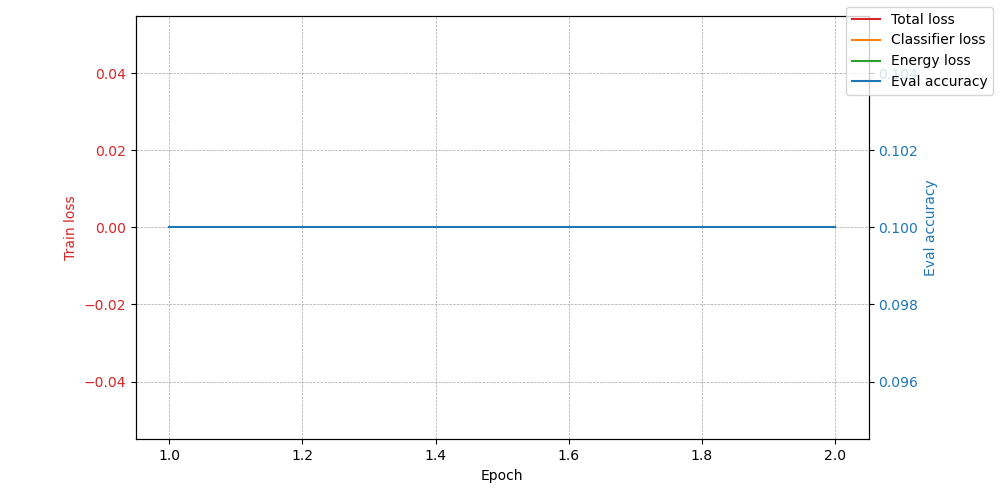 Total loss
Classifier loss
Energy loss
Eval accuracy
0.04
0.02
0.00
−0.02
−0.04
Train loss
0.104
0.102
0.100
0.098
0.096
Eval accuracy
1.0 1.2 1.4 1.6 1.8 2.0
Epoch